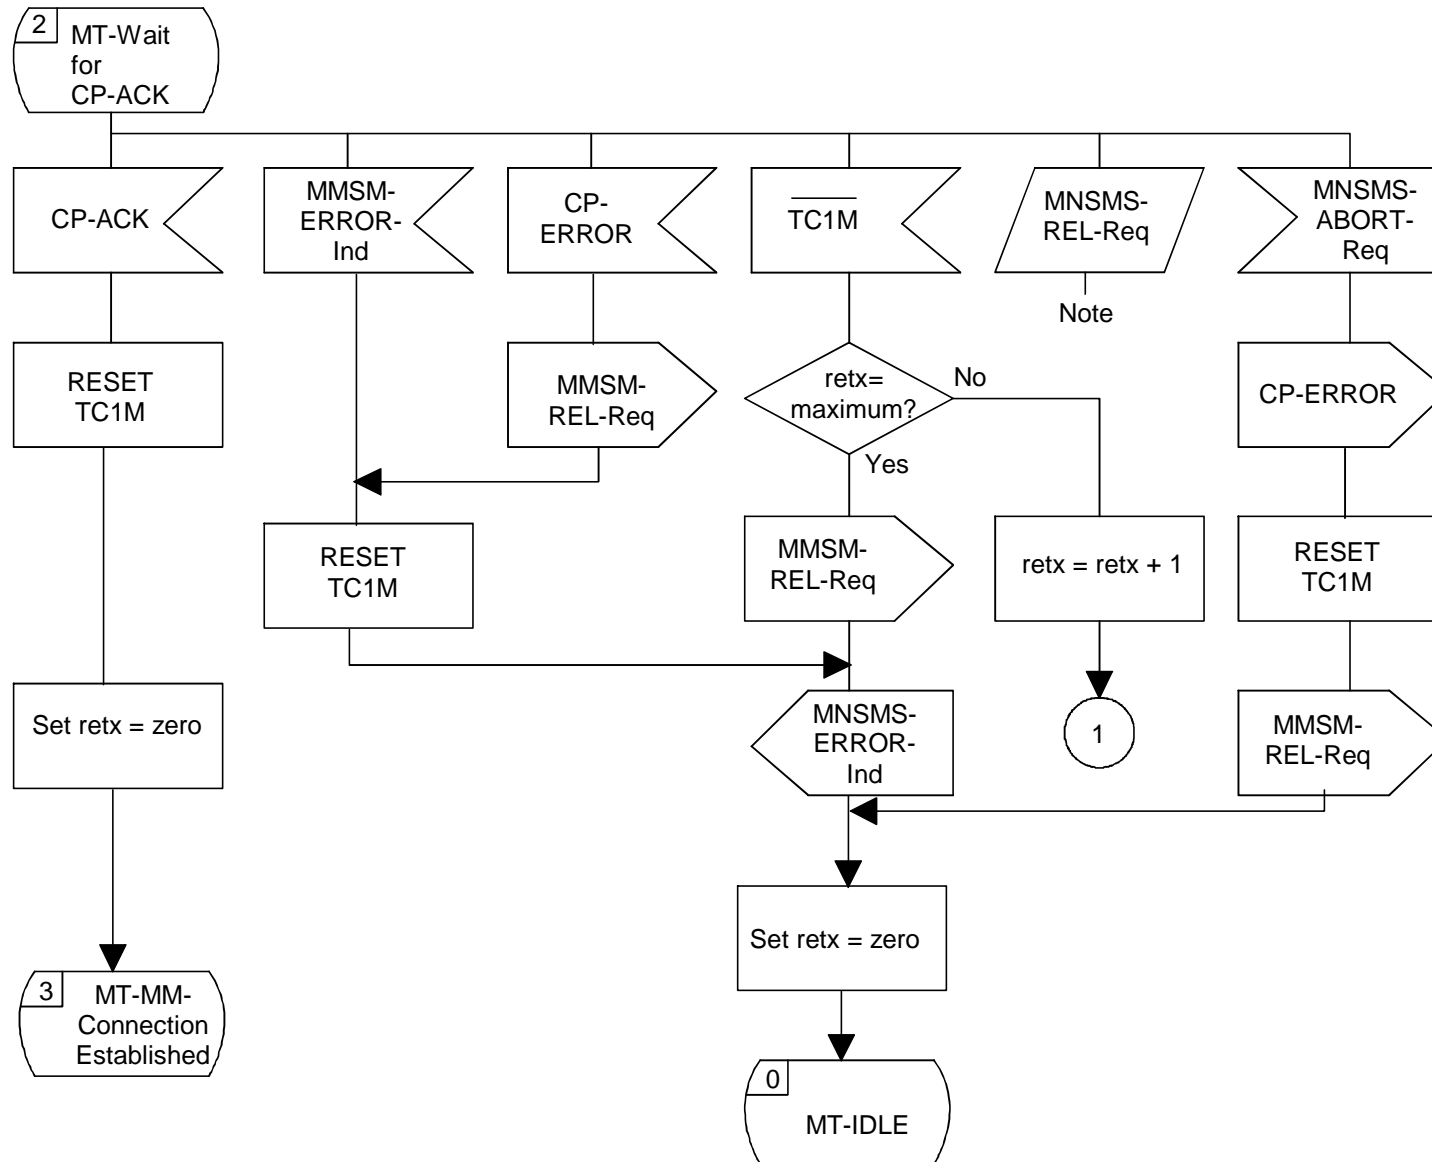 2
MT-Wait
for
CP-ACK
CP-ACK
MMSM-
ERROR-
Ind
CP-
ERROR
TC1M
MNSMS-
REL-Req
Note
MNSMS-
ABORT-
Req
RESET
TC1M
MMSM-
REL-Req
retx=
maximum?
No
Yes
CP-ERROR
RESET
TC1M
MMSM-
REL-Req
retx = retx + 1
RESET
TC1M
Set retx = zero
MNSMS-
ERROR-
Ind
1
MMSM-
REL-Req
Set retx = zero
3
MT-MM-
Connection
Established
0
MT-IDLE